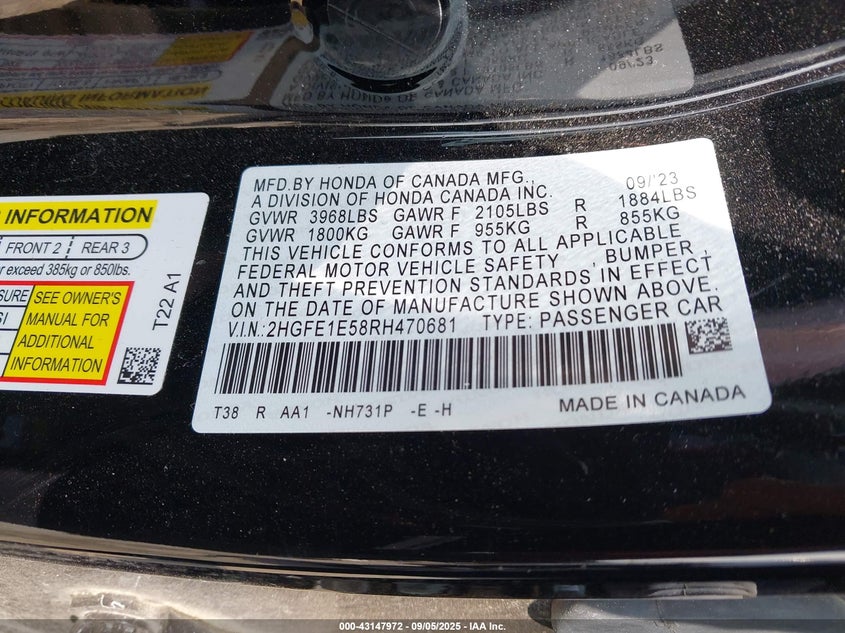 MFD.BY HONDA OF CANADA MFG., 09/'23
A DIVISION OF HONDA CANADA INC.
GVWR 3968LBS GAWR F 2105LBS R 1884LBS
GVWR 1800KG GAWR F 955KG R 855KG
THIS VEHICLE CONFORMS TO ALL APPLICABLE
FEDERAL MOTOR VEHICLE SAFETY , BUMPER ,
AND THEFT PREVENTION STANDARDS IN EFFECT
ON THE DATE OF MANUFACTURE SHOWN ABOVE.
V.I.N.:2HGFE1E58RH470681 TYPE: PASSENGER CAR
T38 R AA1 -NH731P -E -H MADE IN CANADA
INFORMATION
FRONT 2 REAR 3
exceed 385kg or 850lbs.
SEE OWNER'S
MANUAL FOR
ADDITIONAL
INFORMATION
T22 A1
000-43147972 - 09/05/2025 - IAA Inc.